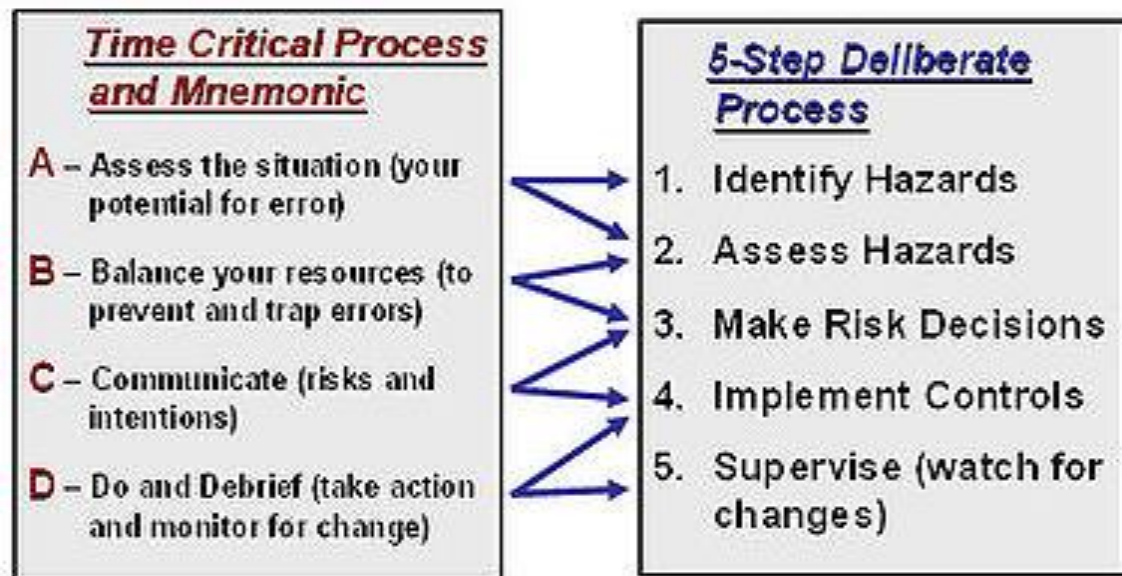 Time Critical Process
and Mnemonic
A – Assess the situation (your
potential for error)
B – Balance your resources (to
prevent and trap errors)
C – Communicate (risks and
intentions)
D – Do and Debrief (take action
and monitor for change)
5-Step Deliberate
Process
1. Identify Hazards
2. Assess Hazards
3. Make Risk Decisions
4. Implement Controls
5. Supervise (watch for
changes)